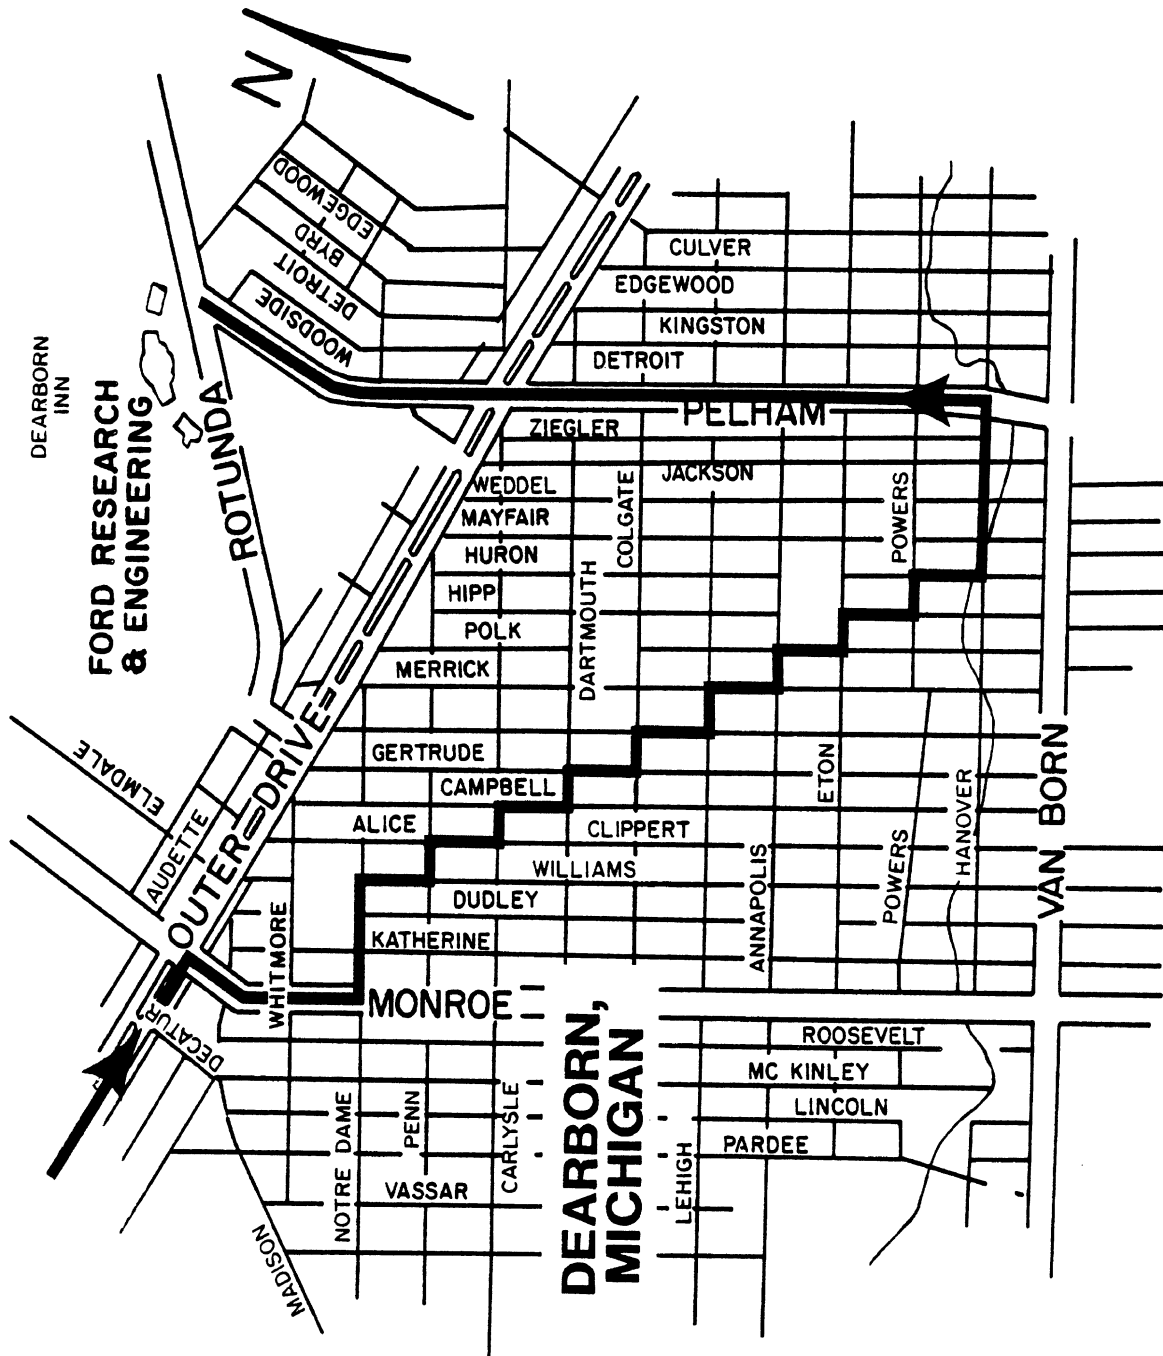 N
DEARBORN
INN
FORD RESEARCH
& ENGINEERING
ROTUNDA
EDGEWOOD
BYRD
DETROIT
WOODSIDE
CULVER
EDGEWOOD
KINGSTON
DETROIT
PELHAM
ZIEGLER
JACKSON
WEDDEL
MAYFAIR
HURON
HIPP
POLK
MERRICK
COLGATE
DARTMOUTH
POWERS
ELMDALE
AUDETTE
OUTER DRIVE
GERTRUDE
CAMPBELL
ALICE
CLIPPERT
WILLIAMS
DUDLEY
KATHERINE
WHITMORE
ANNAPOLIS
ETON
POWERS
HANOVER
VAN BORN
MONROE
DECATUR
DEARBORN,
MICHIGAN
ROOSEVELT
MC KINLEY
LINCOLN
PARDEE
NOTRE DAME
PENN
CARLYSLE
VASSAR
LEHIGH
MADISON